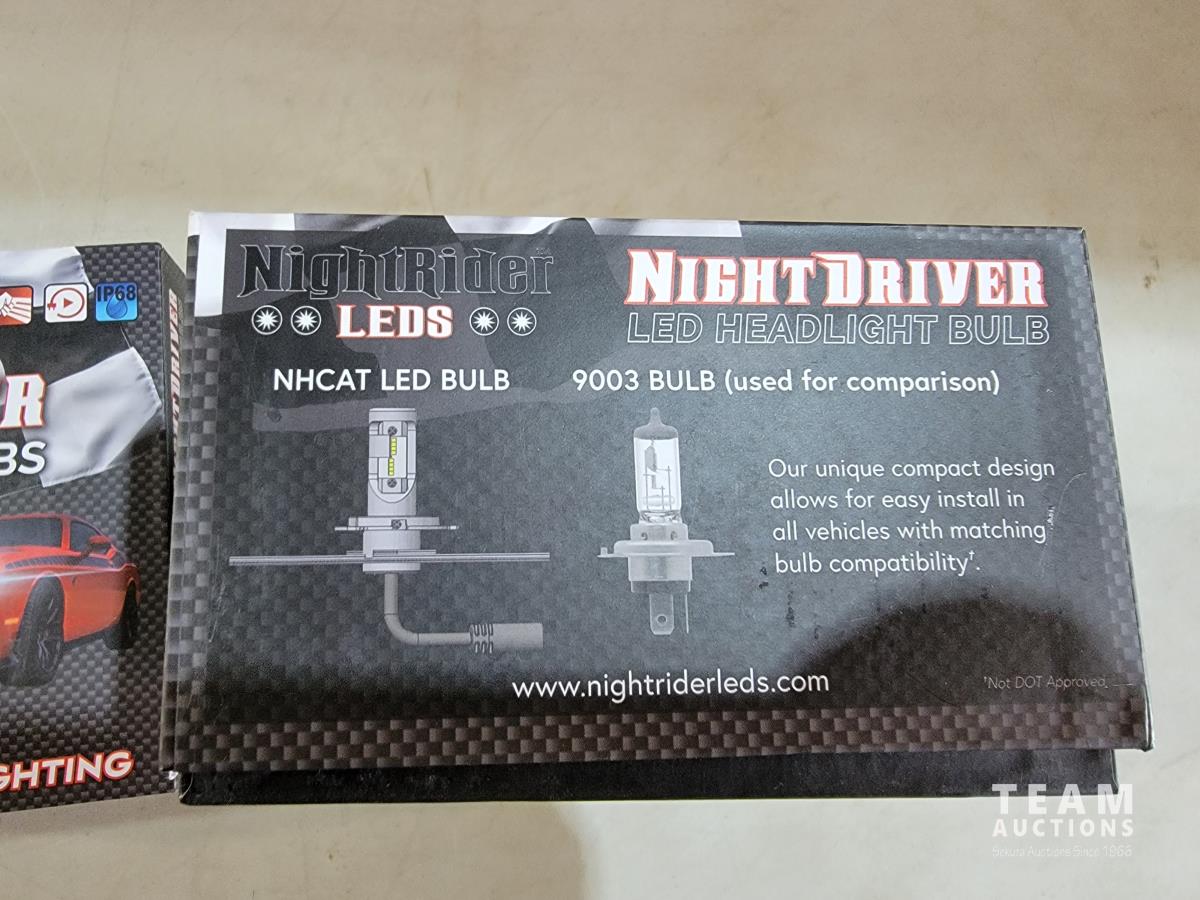 IP68
R
BS
GHTING
NightRider
LEDS
NIGHTDRIVER
LED HEADLIGHT BULB
NHCAT LED BULB
9003 BULB (used for comparison)
Our unique compact design
allows for easy install in
all vehicles with matching
bulb compatibility†.
www.nightriderleds.com
†Not DOT Approved
TEAM
AUCTIONS
Sekura Auctions Since 1966